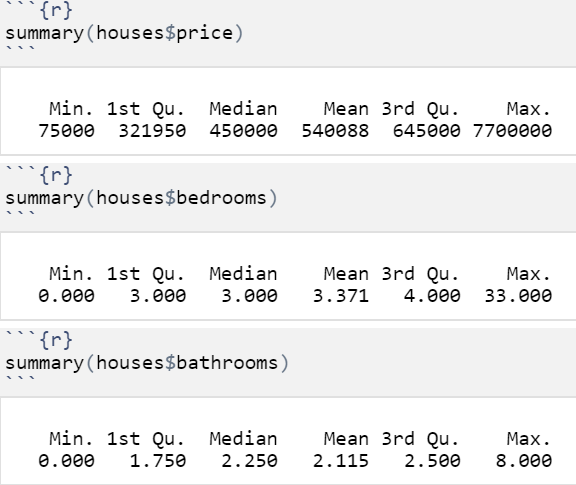 ```{r}
summary(houses$price)
```
Min. 1st Qu. Median Mean 3rd Qu. Max.
75000 321950 450000 540088 645000 7700000
```{r}
summary(houses$bedrooms)
```
Min. 1st Qu. Median Mean 3rd Qu. Max.
0.000 3.000 3.000 3.371 4.000 33.000
```{r}
summary(houses$bathrooms)
```
Min. 1st Qu. Median Mean 3rd Qu. Max.
0.000 1.750 2.250 2.115 2.500 8.000